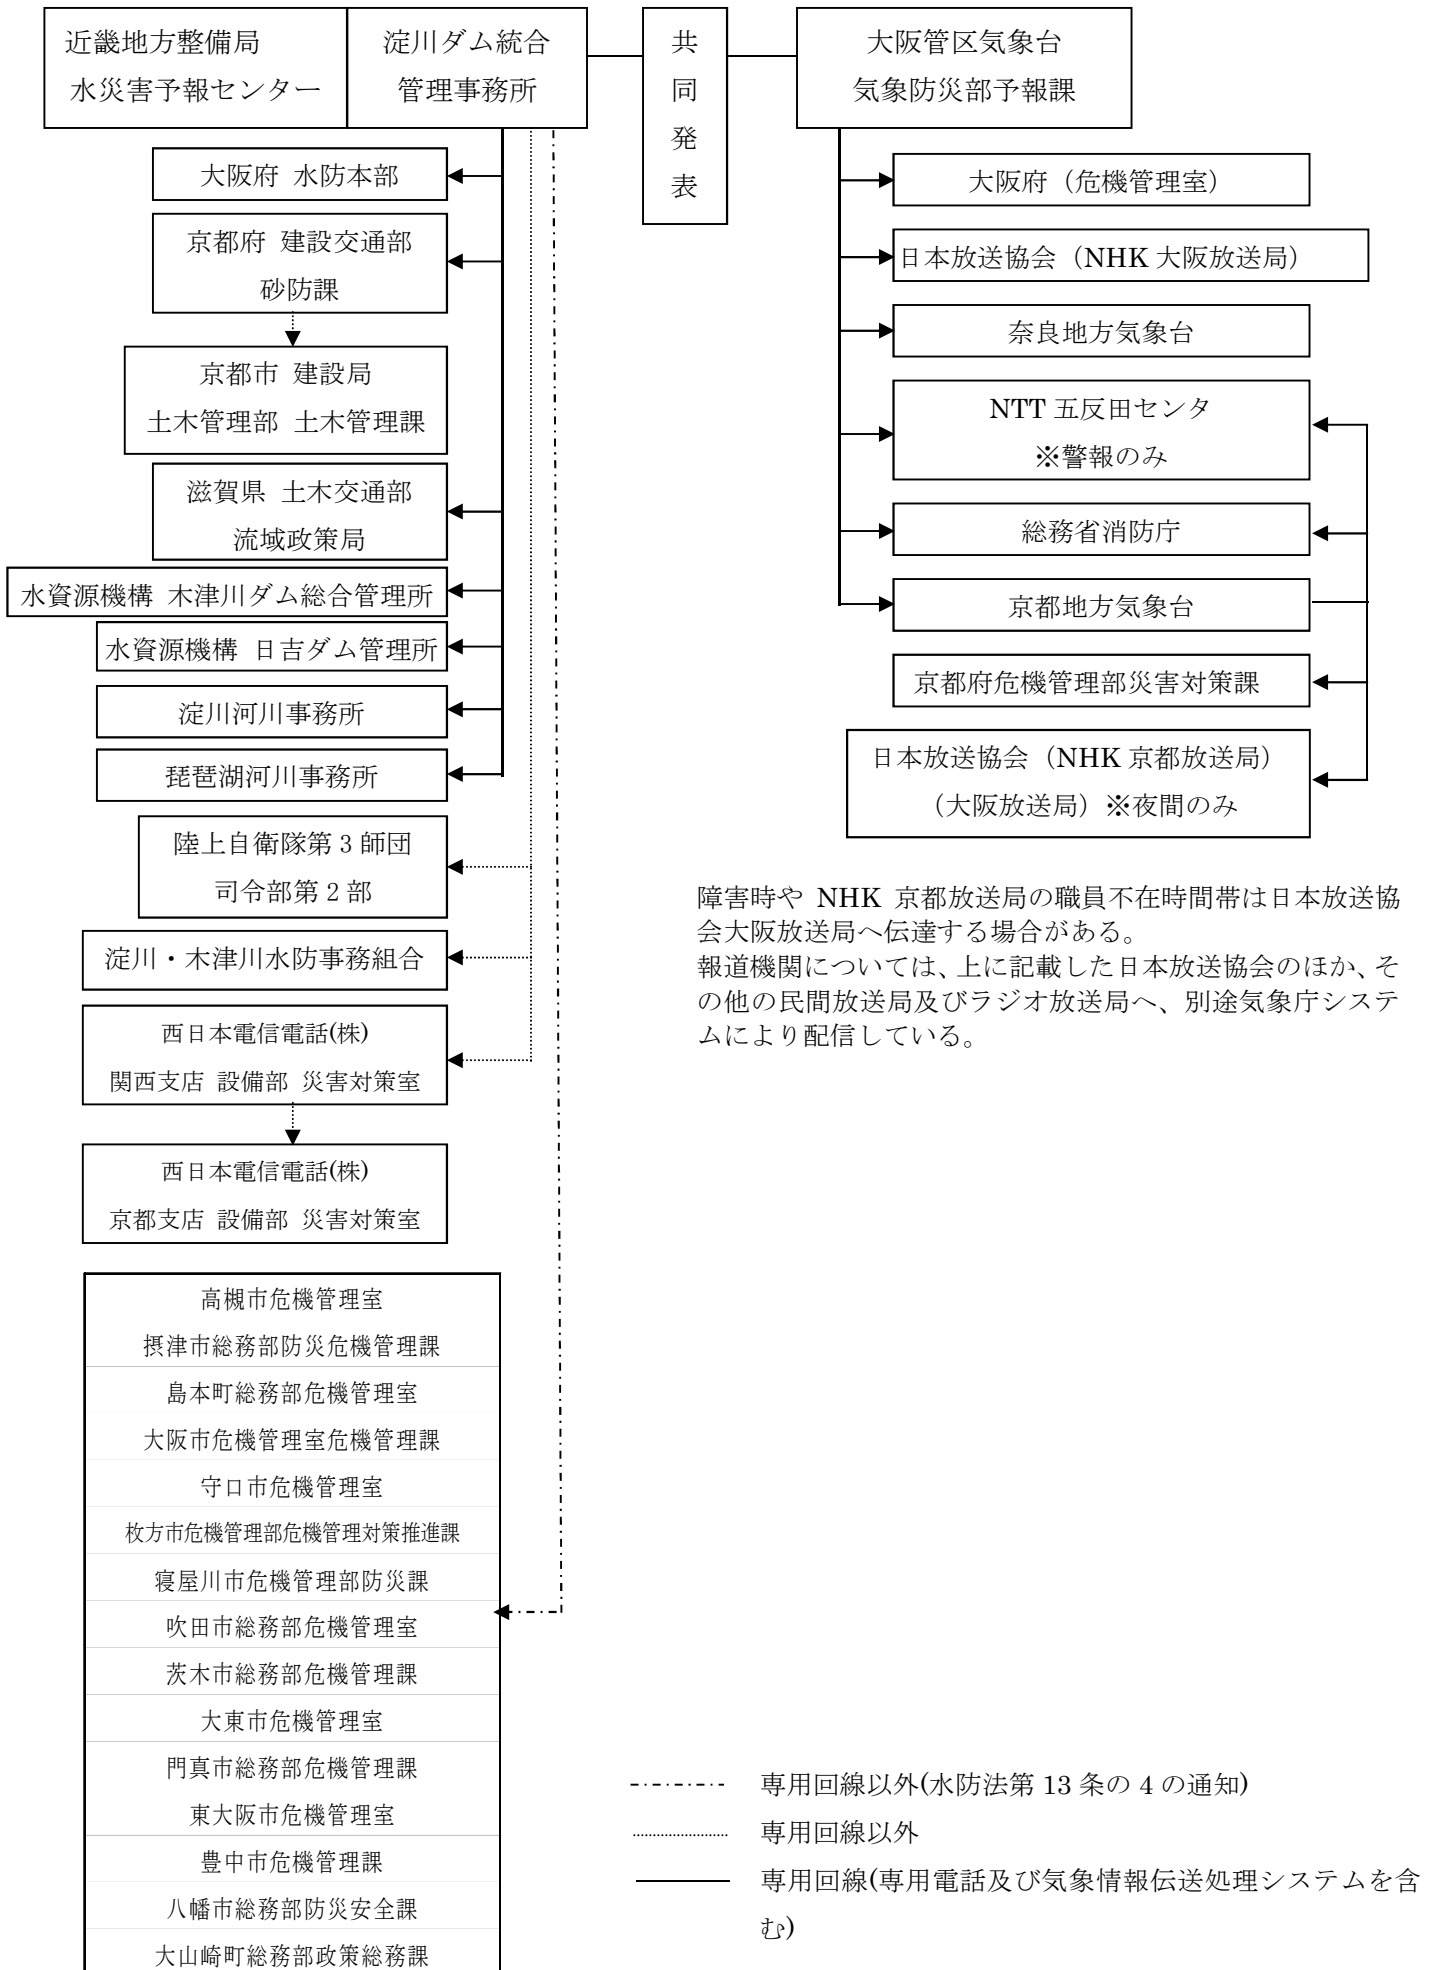 近畿地方整備局
水災害予報センター
淀川ダム統合
管理事務所
共
同
発
表
大阪管区気象台
気象防災部予報課
大阪府 水防本部
京都府 建設交通部
砂防課
京都市 建設局
土木管理部 土木管理課
滋賀県 土木交通部
流域政策局
水資源機構 木津川ダム総合管理所
水資源機構 日吉ダム管理所
淀川河川事務所
琵琶湖河川事務所
陸上自衛隊第 3 師団
司令部第 2 部
淀川・木津川水防事務組合
西日本電信電話(株)
関西支店 設備部 災害対策室
西日本電信電話(株)
京都支店 設備部 災害対策室
高槻市危機管理室
摂津市総務部防災危機管理課
島本町総務部危機管理室
大阪市危機管理室危機管理課
守口市危機管理室
枚方市危機管理部危機管理対策推進課
寝屋川市危機管理部防災課
吹田市総務部危機管理室
茨木市総務部危機管理課
大東市危機管理室
門真市総務部危機管理課
東大阪市危機管理室
豊中市危機管理課
八幡市総務部防災安全課
大山崎町総務部政策総務課
大阪府（危機管理室）
日本放送協会（NHK 大阪放送局）
奈良地方気象台
NTT 五反田センタ
※警報のみ
総務省消防庁
京都地方気象台
京都府危機管理部災害対策課
日本放送協会（NHK 京都放送局）
（大阪放送局）※夜間のみ
障害時や NHK 京都放送局の職員不在時間帯は日本放送協
会大阪放送局へ伝達する場合がある。
報道機関については、上に記載した日本放送協会のほか、そ
の他の民間放送局及びラジオ放送局へ、別途気象庁システ
ムにより配信している。
専用回線以外(水防法第 13 条の 4 の通知)
専用回線以外
専用回線(専用電話及び気象情報伝送処理システムを含
む)